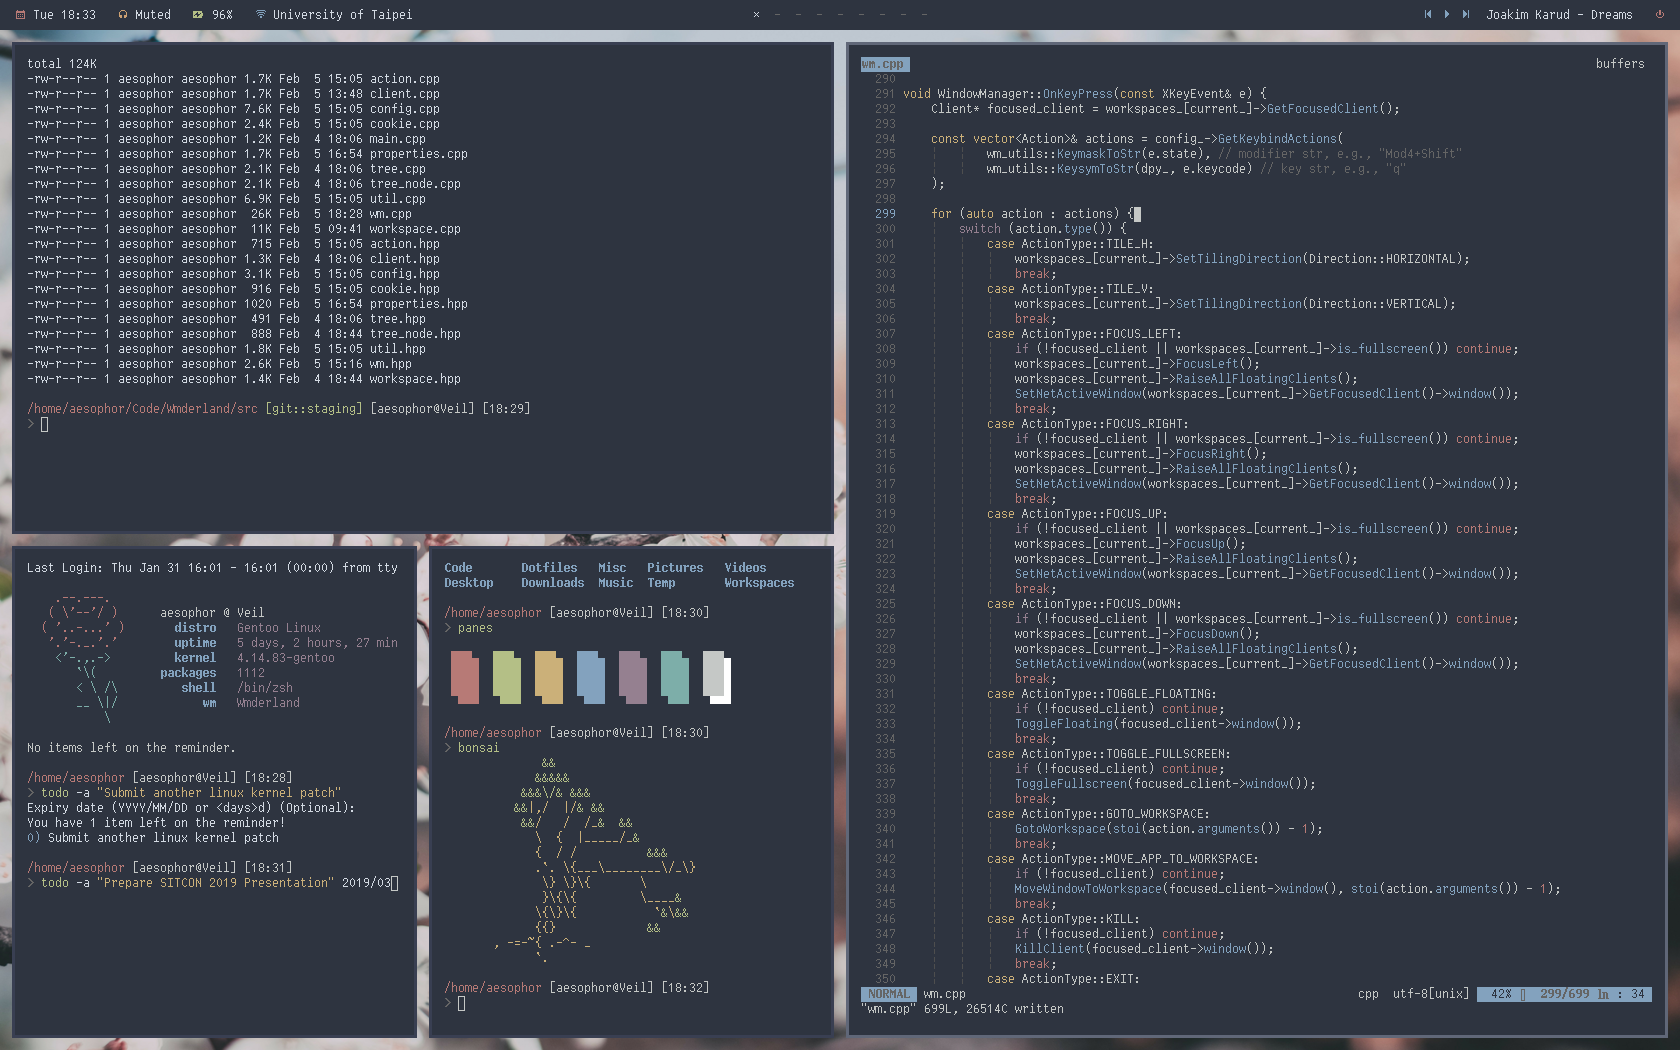 Tue 18:33 Muted 96% University of Taipei
× - - - - - - - -
Joakim Karud - Dreams
total 124K
-rw-r--r-- 1 aesophor aesophor 1.7K Feb  5 15:05 action.cpp
-rw-r--r-- 1 aesophor aesophor 1.7K Feb  5 13:48 client.cpp
-rw-r--r-- 1 aesophor aesophor 7.6K Feb  5 15:05 config.cpp
-rw-r--r-- 1 aesophor aesophor 2.4K Feb  5 15:05 cookie.cpp
-rw-r--r-- 1 aesophor aesophor 1.2K Feb  4 18:06 main.cpp
-rw-r--r-- 1 aesophor aesophor 1.7K Feb  5 16:54 properties.cpp
-rw-r--r-- 1 aesophor aesophor 2.1K Feb  4 18:06 tree.cpp
-rw-r--r-- 1 aesophor aesophor 2.1K Feb  4 18:06 tree_node.cpp
-rw-r--r-- 1 aesophor aesophor 6.9K Feb  5 15:05 util.cpp
-rw-r--r-- 1 aesophor aesophor  26K Feb  5 18:28 wm.cpp
-rw-r--r-- 1 aesophor aesophor  11K Feb  5 09:41 workspace.cpp
-rw-r--r-- 1 aesophor aesophor  715 Feb  5 15:05 action.hpp
-rw-r--r-- 1 aesophor aesophor 1.3K Feb  4 18:06 client.hpp
-rw-r--r-- 1 aesophor aesophor 3.1K Feb  5 15:05 config.hpp
-rw-r--r-- 1 aesophor aesophor  916 Feb  5 15:05 cookie.hpp
-rw-r--r-- 1 aesophor aesophor 1020 Feb  5 16:54 properties.hpp
-rw-r--r-- 1 aesophor aesophor  491 Feb  4 18:06 tree.hpp
-rw-r--r-- 1 aesophor aesophor  888 Feb  4 18:44 tree_node.hpp
-rw-r--r-- 1 aesophor aesophor 1.8K Feb  5 15:05 util.hpp
-rw-r--r-- 1 aesophor aesophor 2.6K Feb  5 15:16 wm.hpp
-rw-r--r-- 1 aesophor aesophor 1.4K Feb  4 18:44 workspace.hpp
/home/aesophor/Code/Wmderland/src [git::staging] [aesophor@Veil] [18:29]
>
Last Login: Thu Jan 31 16:01 - 16:01 (00:00) from tty
aesophor @ Veil
distro Gentoo Linux
uptime 5 days, 2 hours, 27 min
kernel 4.14.83-gentoo
packages 1112
shell /bin/zsh
wm Wmderland
No items left on the reminder.
/home/aesophor [aesophor@Veil] [18:28]
> todo -a "Submit another linux kernel patch"
Expiry date (YYYY/MM/DD or <days>d) (Optional):
You have 1 item left on the reminder!
0) Submit another linux kernel patch
/home/aesophor [aesophor@Veil] [18:31]
> todo -a "Prepare SITCON 2019 Presentation" 2019/03
Code Dotfiles Misc Pictures Videos
Desktop Downloads Music Temp Workspaces
/home/aesophor [aesophor@Veil] [18:30]
> panes
/home/aesophor [aesophor@Veil] [18:30]
> bonsai
/home/aesophor [aesophor@Veil] [18:32]
>
wm.cpp buffers
290
291 void WindowManager::OnKeyPress(const XKeyEvent& e) {
292     Client* focused_client = workspaces_[current_]->GetFocusedClient();
293
294     const vector<Action>& actions = config_->GetKeybindActions(
295             wm_utils::KeymaskToStr(e.state), // modifier str, e.g., "Mod4+Shift"
296             wm_utils::KeysymToStr(dpy_, e.keycode) // key str, e.g., "q"
297     );
298
299     for (auto action : actions) {
300         switch (action.type()) {
301             case ActionType::TILE_H:
302                 workspaces_[current_]->SetTilingDirection(Direction::HORIZONTAL);
303                 break;
304             case ActionType::TILE_V:
305                 workspaces_[current_]->SetTilingDirection(Direction::VERTICAL);
306                 break;
307             case ActionType::FOCUS_LEFT:
308                 if (!focused_client || workspaces_[current_]->is_fullscreen()) continue;
309                 workspaces_[current_]->FocusLeft();
310                 workspaces_[current_]->RaiseAllFloatingClients();
311                 SetNetActiveWindow(workspaces_[current_]->GetFocusedClient()->window());
312                 break;
313             case ActionType::FOCUS_RIGHT:
314                 if (!focused_client || workspaces_[current_]->is_fullscreen()) continue;
315                 workspaces_[current_]->FocusRight();
316                 workspaces_[current_]->RaiseAllFloatingClients();
317                 SetNetActiveWindow(workspaces_[current_]->GetFocusedClient()->window());
318                 break;
319             case ActionType::FOCUS_UP:
320                 if (!focused_client || workspaces_[current_]->is_fullscreen()) continue;
321                 workspaces_[current_]->FocusUp();
322                 workspaces_[current_]->RaiseAllFloatingClients();
323                 SetNetActiveWindow(workspaces_[current_]->GetFocusedClient()->window());
324                 break;
325             case ActionType::FOCUS_DOWN:
326                 if (!focused_client || workspaces_[current_]->is_fullscreen()) continue;
327                 workspaces_[current_]->FocusDown();
328                 workspaces_[current_]->RaiseAllFloatingClients();
329                 SetNetActiveWindow(workspaces_[current_]->GetFocusedClient()->window());
330                 break;
331             case ActionType::TOGGLE_FLOATING:
332                 if (!focused_client) continue;
333                 ToggleFloating(focused_client->window());
334                 break;
335             case ActionType::TOGGLE_FULLSCREEN:
336                 if (!focused_client) continue;
337                 ToggleFullscreen(focused_client->window());
338                 break;
339             case ActionType::GOTO_WORKSPACE:
340                 GotoWorkspace(stoi(action.arguments()) - 1);
341                 break;
342             case ActionType::MOVE_APP_TO_WORKSPACE:
343                 if (!focused_client) continue;
344                 MoveWindowToWorkspace(focused_client->window(), stoi(action.arguments()) - 1);
345                 break;
346             case ActionType::KILL:
347                 if (!focused_client) continue;
348                 KillClient(focused_client->window());
349                 break;
350             case ActionType::EXIT:
NORMAL wm.cpp cpp utf-8[unix] 42% 299/699 ln : 34
"wm.cpp" 699L, 26514C written